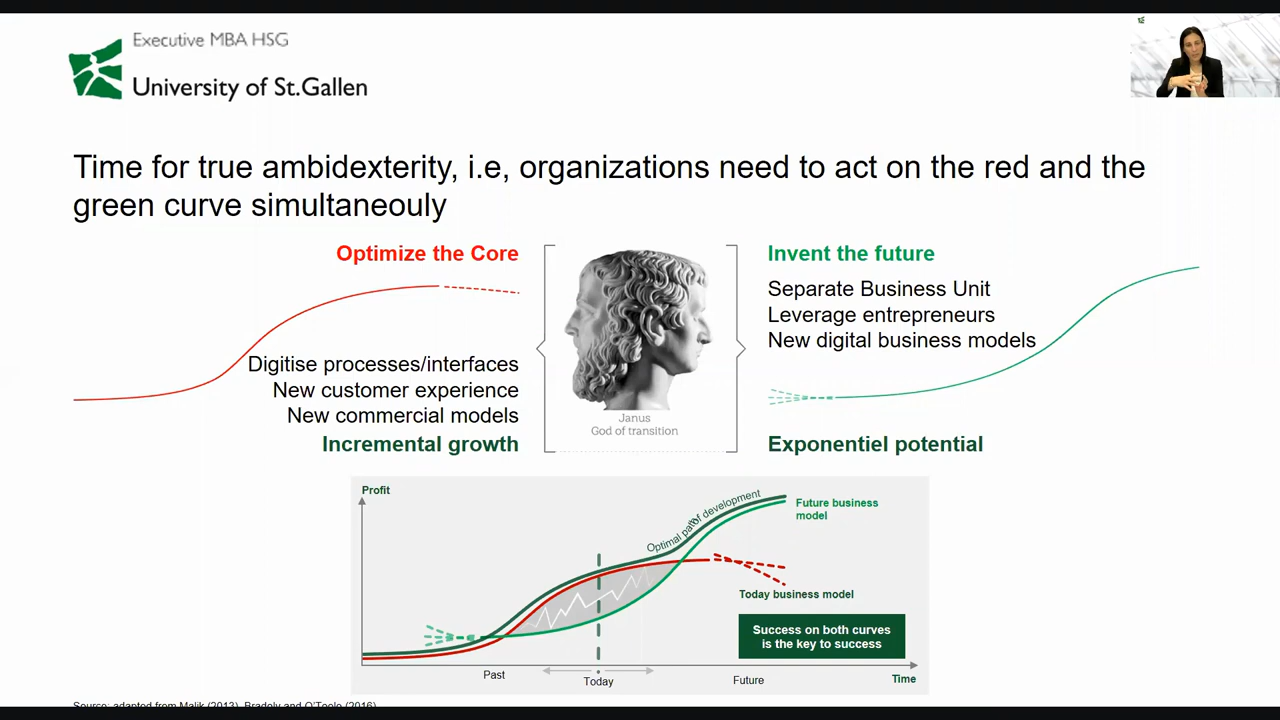 Executive MBA HSG
University of St.Gallen
Time for true ambidexterity, i.e, organizations need to act on the red and the
green curve simultaneouly
Optimize the Core
Digitise processes/interfaces
New customer experience
New commercial models
Incremental growth
Janus
God of transition
Invent the future
Separate Business Unit
Leverage entrepreneurs
New digital business models
Exponentiel potential
Profit
Optimal path of development
Future business
model
Today business model
Success on both curves
is the key to success
Past
Today
Future
Time
Source: adapted from Malik (2013), Bradely and O'Toole (2016)